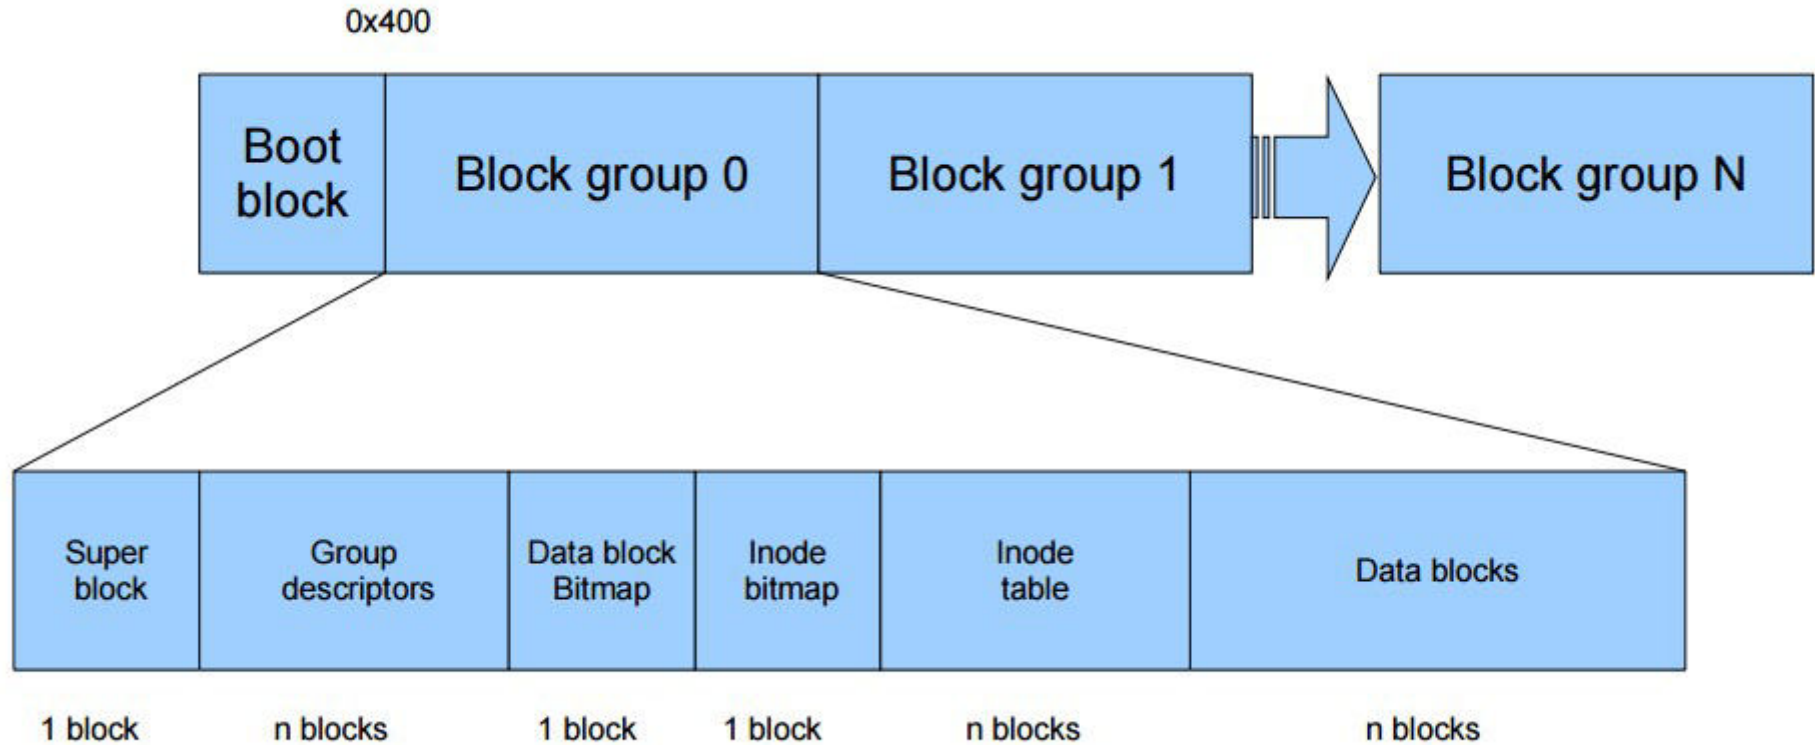 0x400
Boot
block
Block group 0
Block group 1
Block group N
Super
block
Group
descriptors
Data block
Bitmap
Inode
bitmap
Inode
table
Data blocks
1 block
n blocks
1 block
1 block
n blocks
n blocks